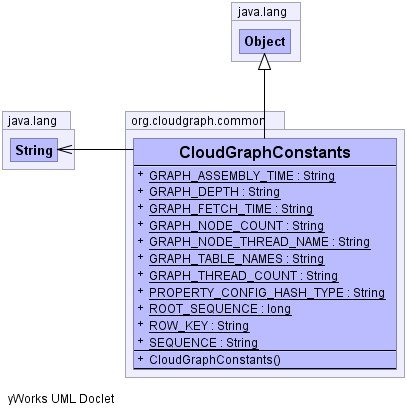 java.lang
Object
java.lang
String
org.cloudgraph.common
CloudGraphConstants
+ GRAPH_ASSEMBLY_TIME : String
+ GRAPH_DEPTH : String
+ GRAPH_FETCH_TIME : String
+ GRAPH_NODE_COUNT : String
+ GRAPH_NODE_THREAD_NAME : String
+ GRAPH_TABLE_NAMES : String
+ GRAPH_THREAD_COUNT : String
+ PROPERTY_CONFIG_HASH_TYPE : String
+ ROOT_SEQUENCE : long
+ ROW_KEY : String
+ SEQUENCE : String
+ CloudGraphConstants()
yWorks UML Doclet